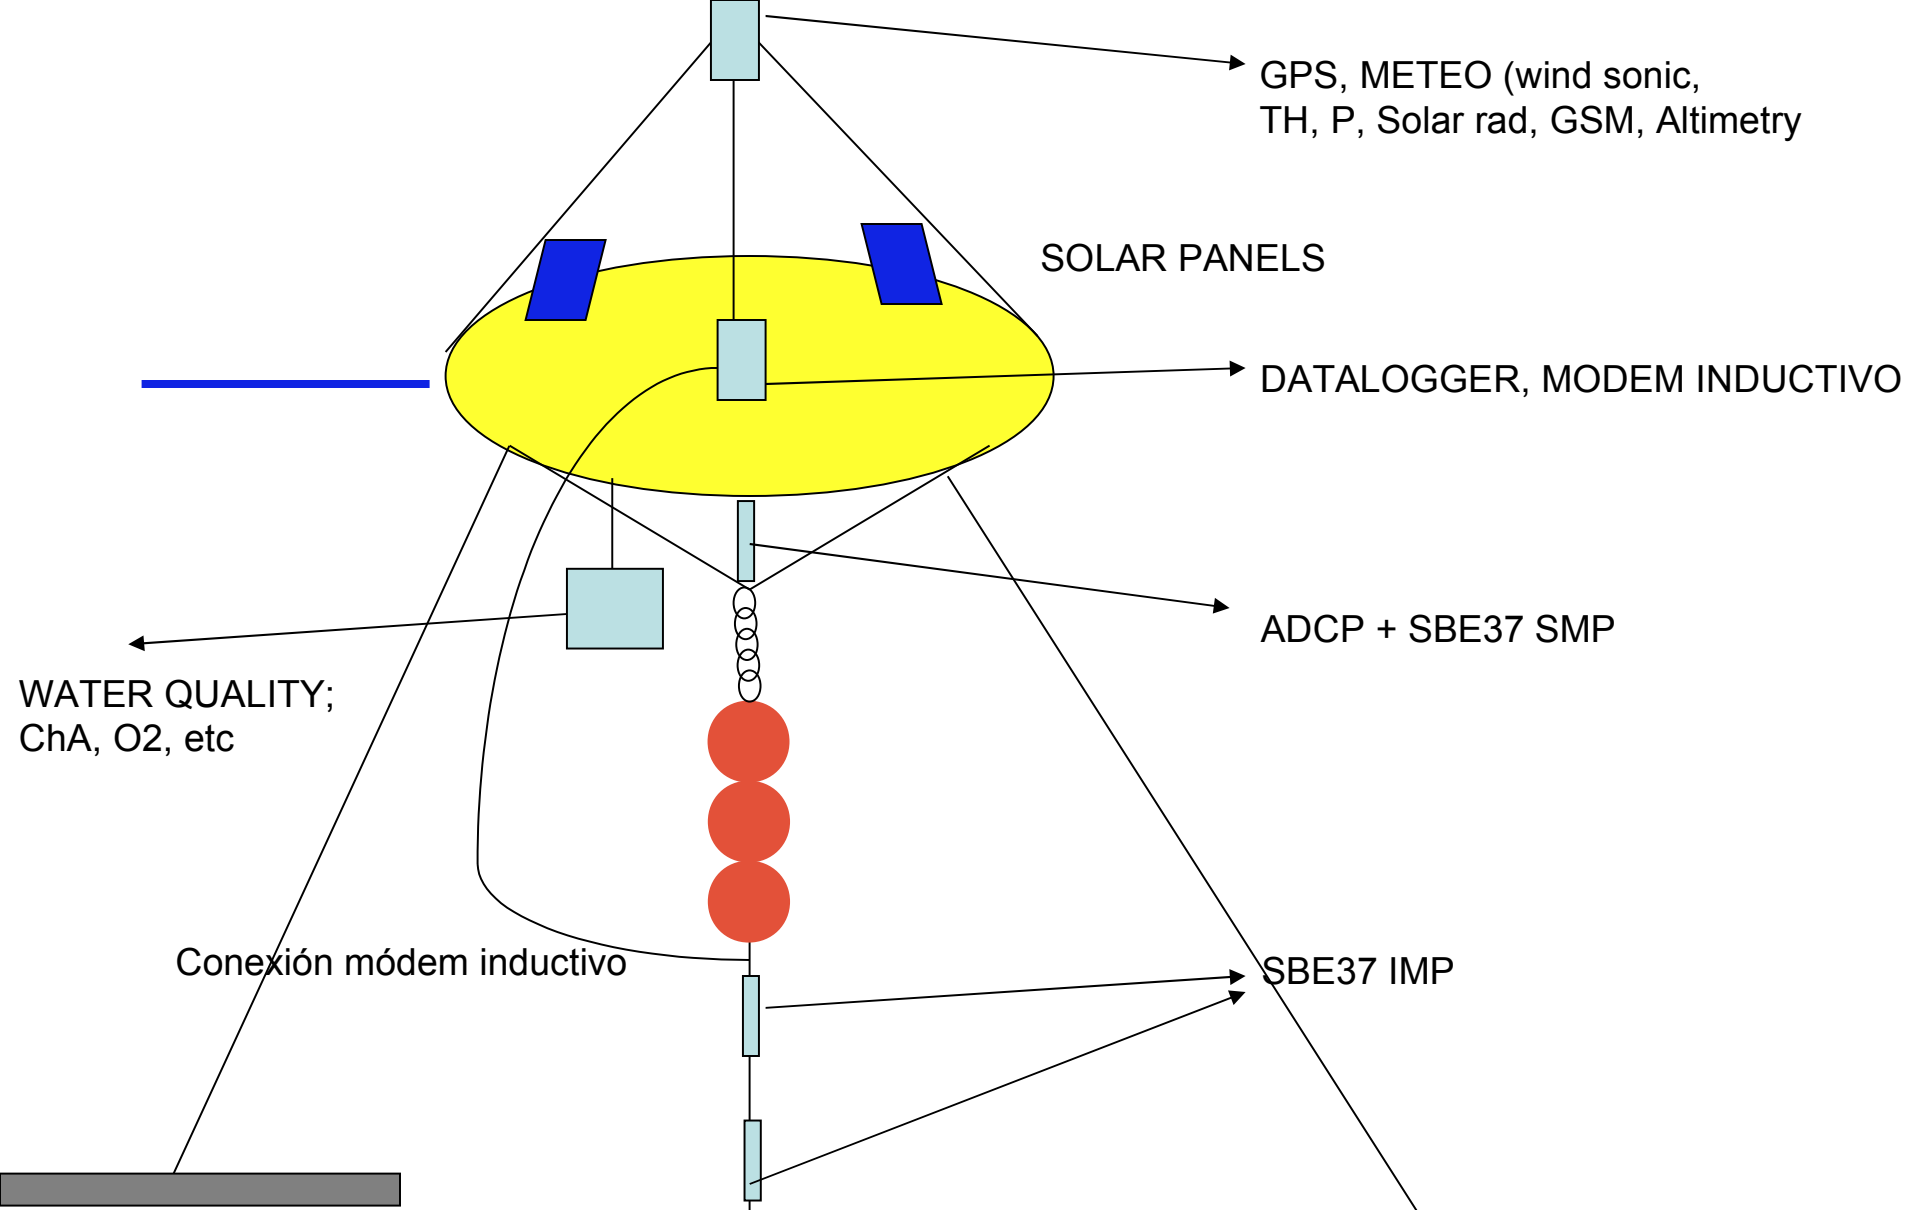 GPS, METEO (wind sonic,
TH, P, Solar rad, GSM, Altimetry
SOLAR PANELS
DATALOGGER, MODEM INDUCTIVO
ADCP + SBE37 SMP
WATER QUALITY;
ChA, O2, etc
Conexión módem inductivo
SBE37 IMP